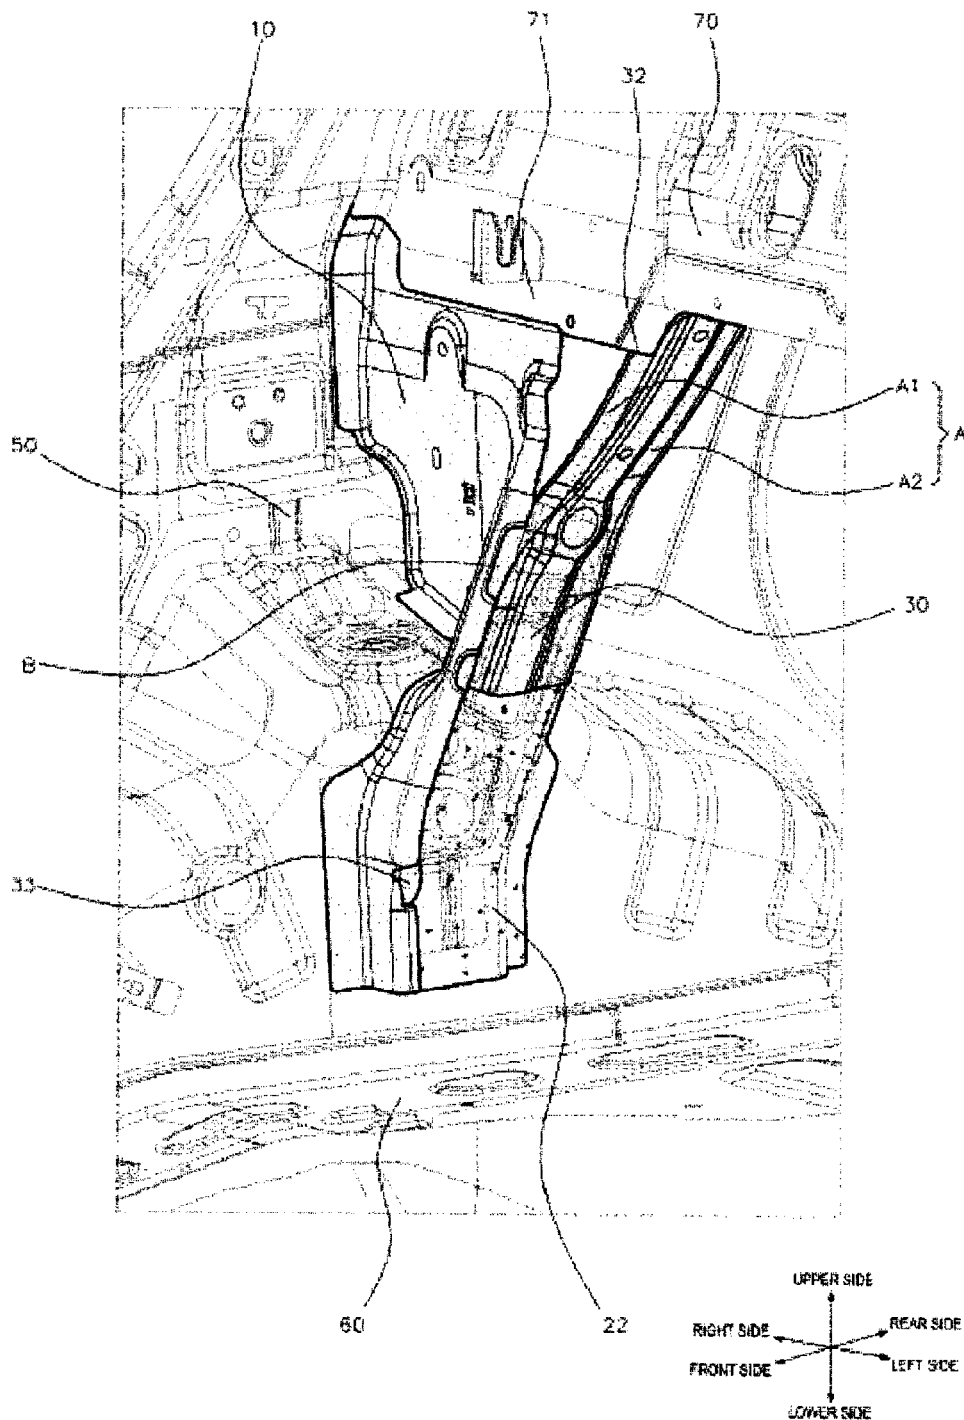 10
71
70
32
A1
A
A2
50
30
B
33
60
22
UPPER SIDE
RIGHT SIDE
REAR SIDE
FRONT SIDE
LEFT SIDE
LOWER SIDE